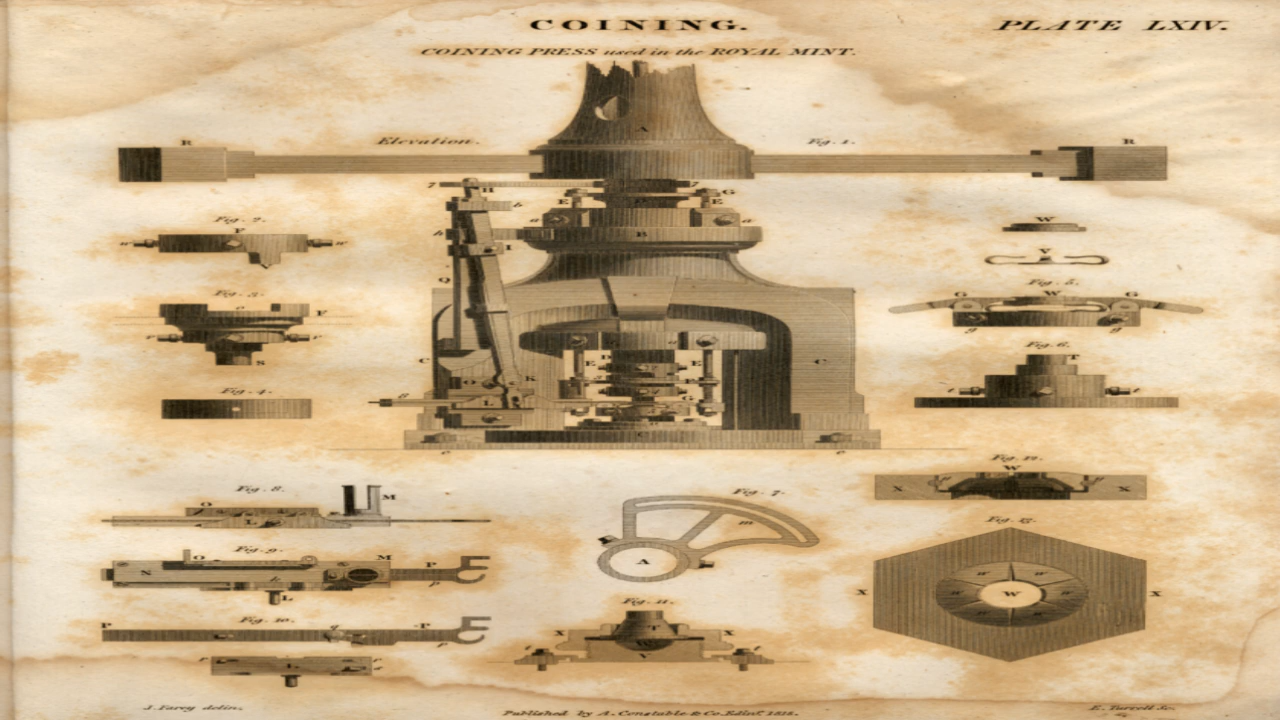 COINING.
PLATE LXIV.
COINING PRESS used in the ROYAL MINT.
A
R
Elevation.
Fig. 1.
R
7
H
G
b
E
E
a
a
B
h
I
Q
C
C
K
L
8
G
e
e
Fig. 2.
F
Fig. 3.
F
r
r
S
Fig. 4.
W
Y
Fig. 5.
G
W
G
g
g
Fig. 6.
T
t
t
Fig. 12.
W
X
p
p
X
Fig. 8.
O
M
L
Fig. 7.
m
A
Fig. 13.
X
W
X
Fig. 9.
O
M
N
P
L
P
Fig. 10.
P
P
Fig. 11.
X
T
X
J. Farey delin.
Published by A. Constable & Co. Edinr.
E. Turrell Sc.